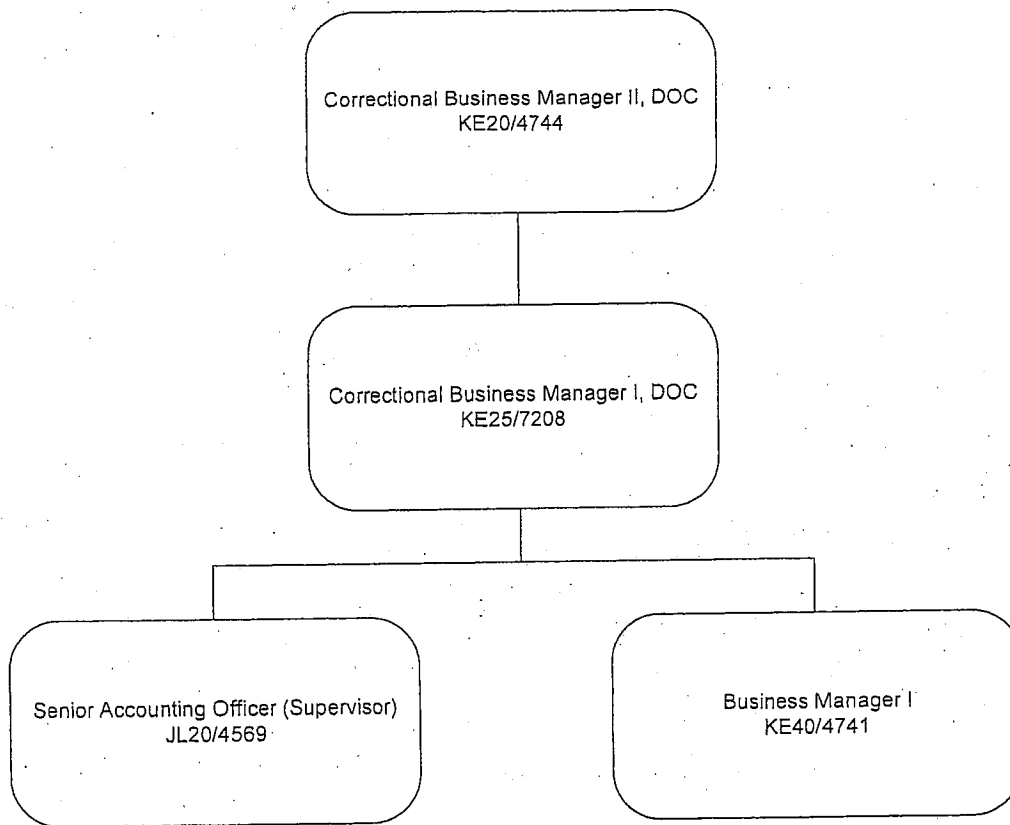 Correctional Business Manager II, DOC
KE20/4744
Correctional Business Manager I, DOC
KE25/7208
Senior Accounting Officer (Supervisor)
JL20/4569
Business Manager I
KE40/4741